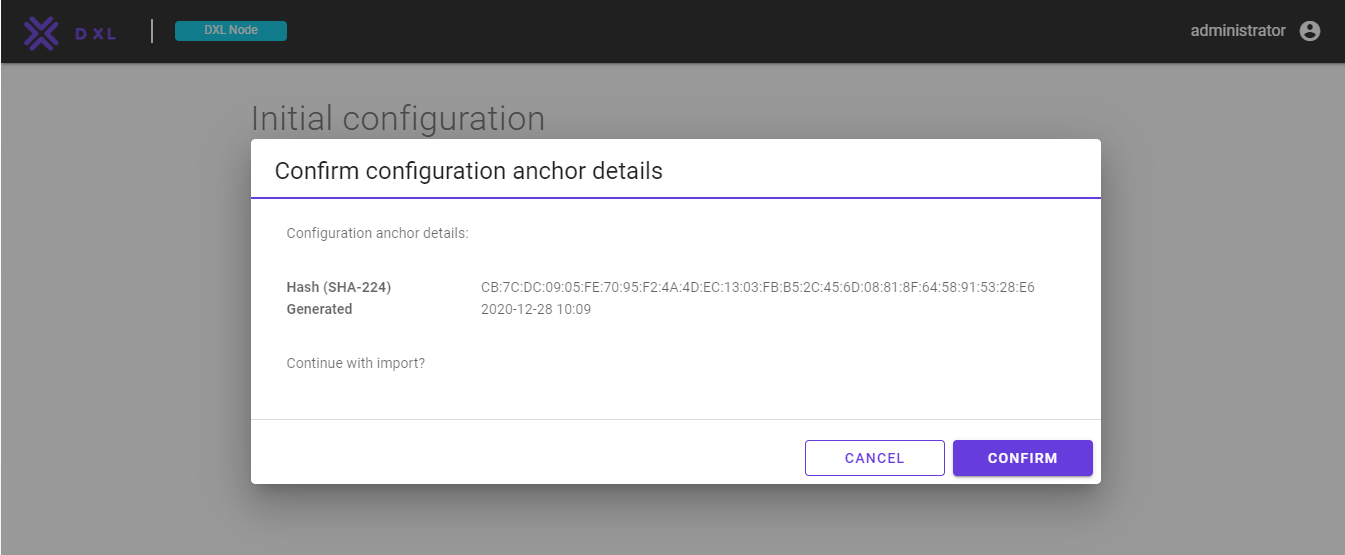 DXL
DXL Node
administrator
Initial configuration
Confirm configuration anchor details
Configuration anchor details:
Hash (SHA-224) CB:7C:DC:09:05:FE:70:95:F2:4A:4D:EC:13:03:FB:B5:2C:45:6D:08:81:8F:64:58:91:53:28:E6
Generated 2020-12-28 10:09
Continue with import?
CANCEL
CONFIRM